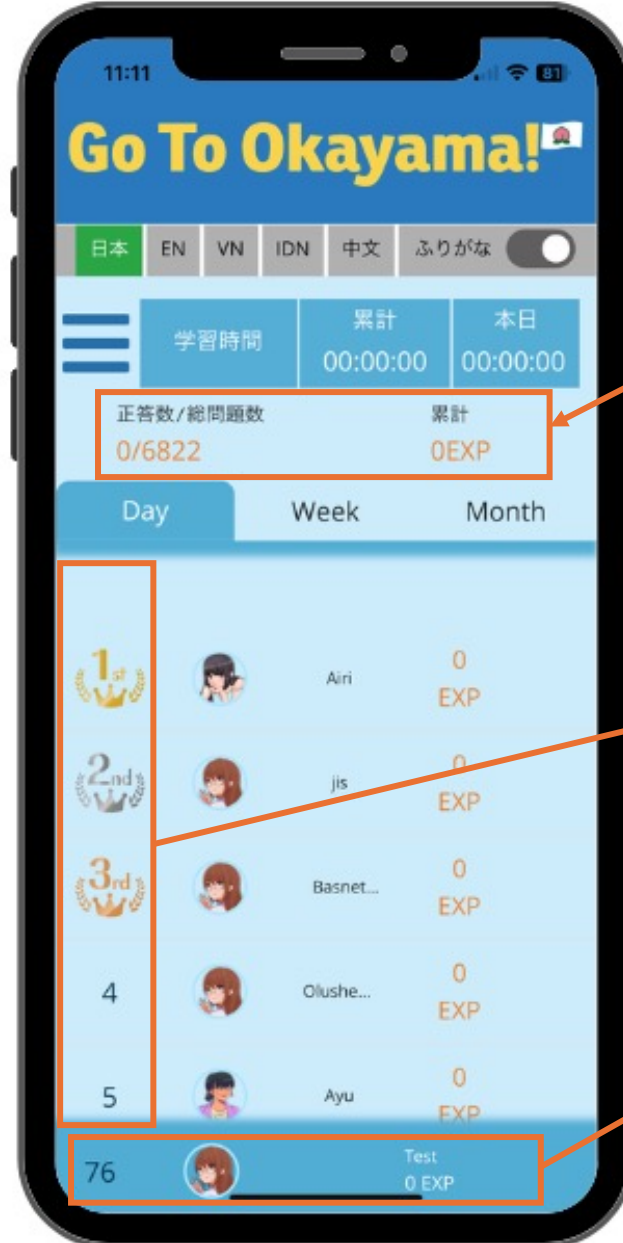 11:11
81
Go To Okayama!
日本 EN VN IDN 中文 ふりがな
学習時間 累計 本日
00:00:00 00:00:00
正答数/総問題数 累計
0/6822 0EXP
Day Week Month
1st Airi 0 EXP
2nd jis 0 EXP
3rd Basnet... 0 EXP
4 Olushe... 0 EXP
5 Ayu 0 EXP
76 Test
0 EXP